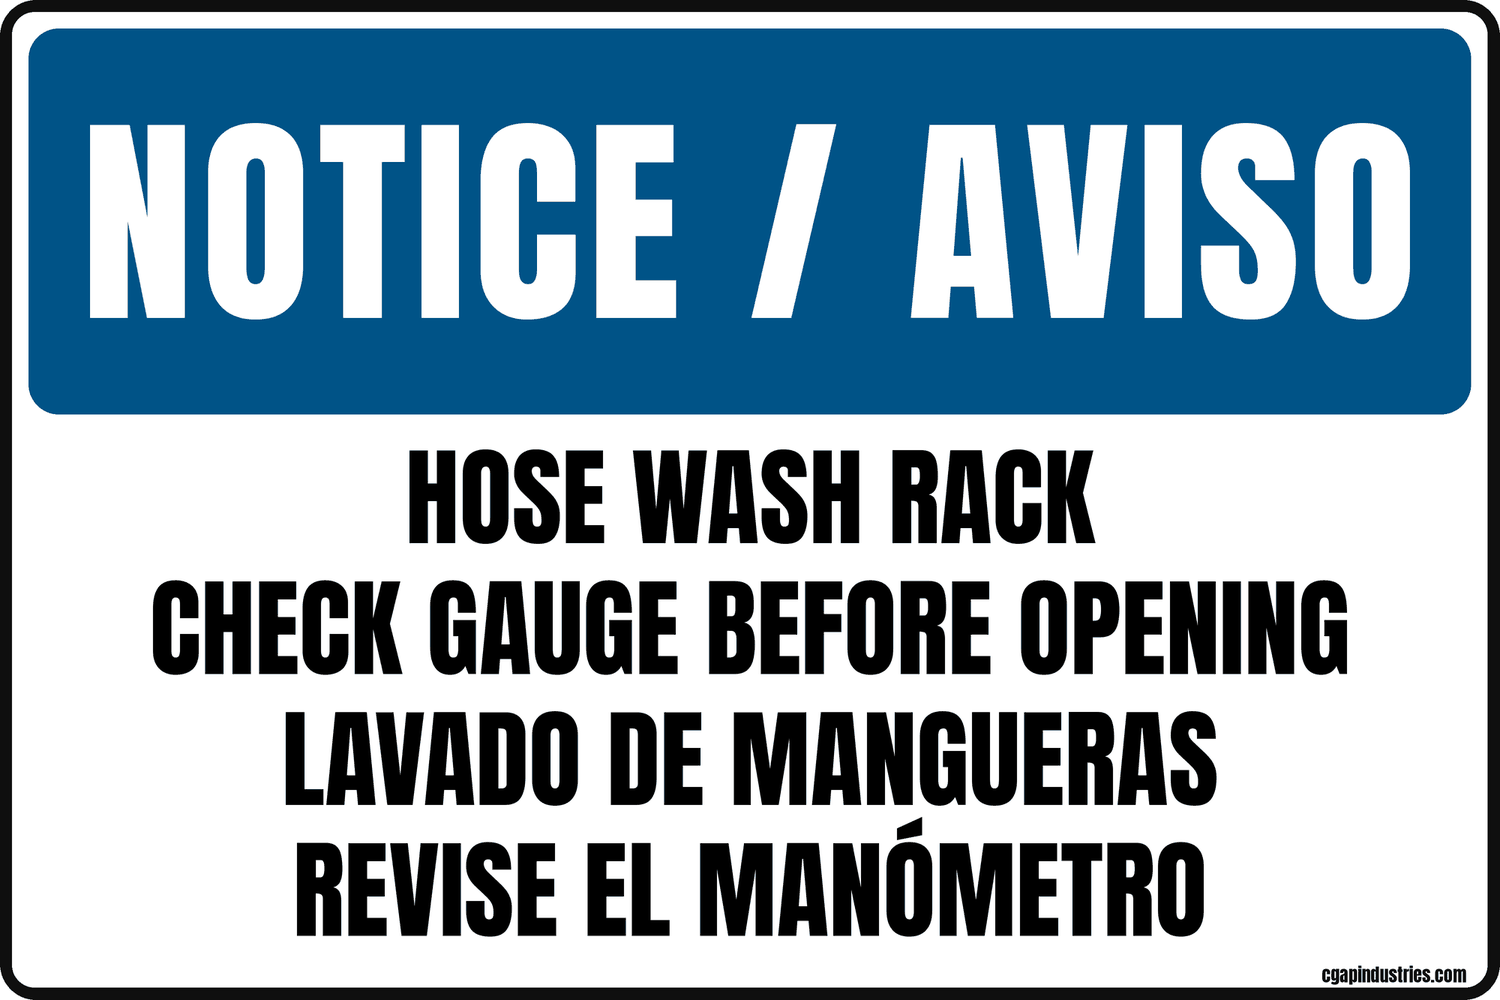 NOTICE / AVISO
HOSE WASH RACK
CHECK GAUGE BEFORE OPENING
LAVADO DE MANGUERAS
REVISE EL MANÓMETRO
cgapindustries.com